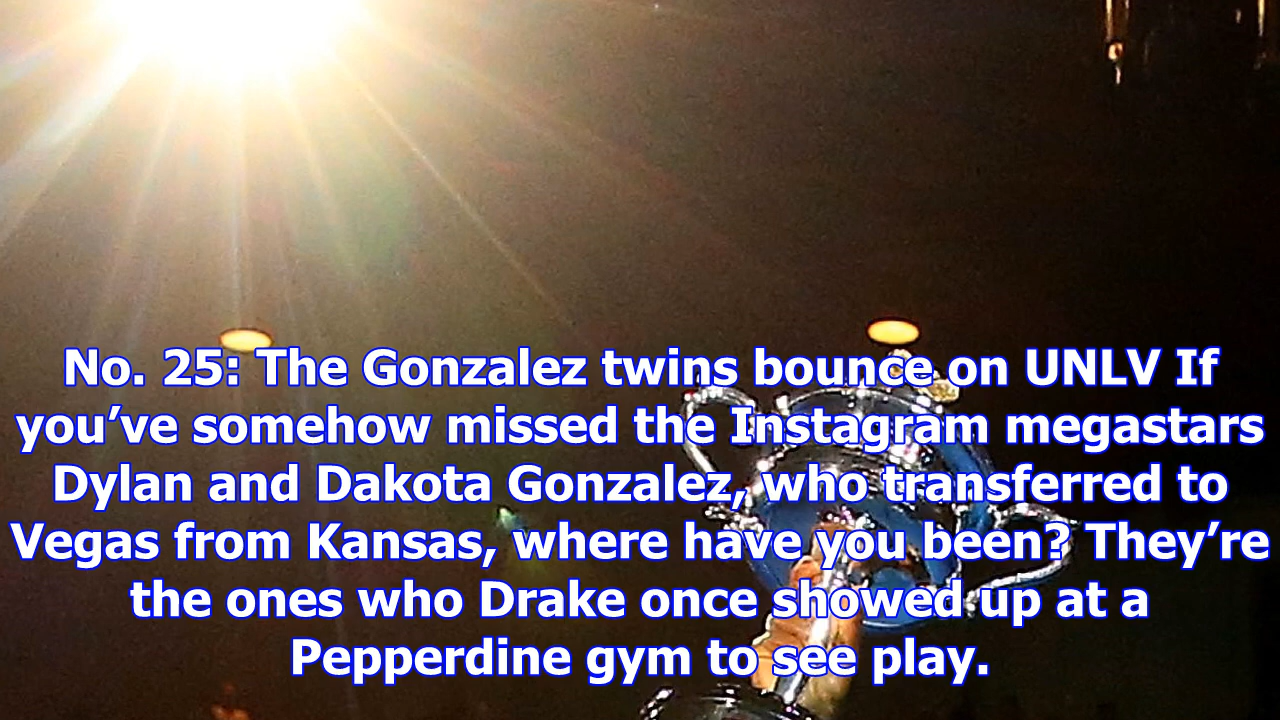 No. 25: The Gonzalez twins bounce on UNLV If
you’ve somehow missed the Instagram megastars
Dylan and Dakota Gonzalez, who transferred to
Vegas from Kansas, where have you been? They’re
the ones who Drake once showed up at a
Pepperdine gym to see play.